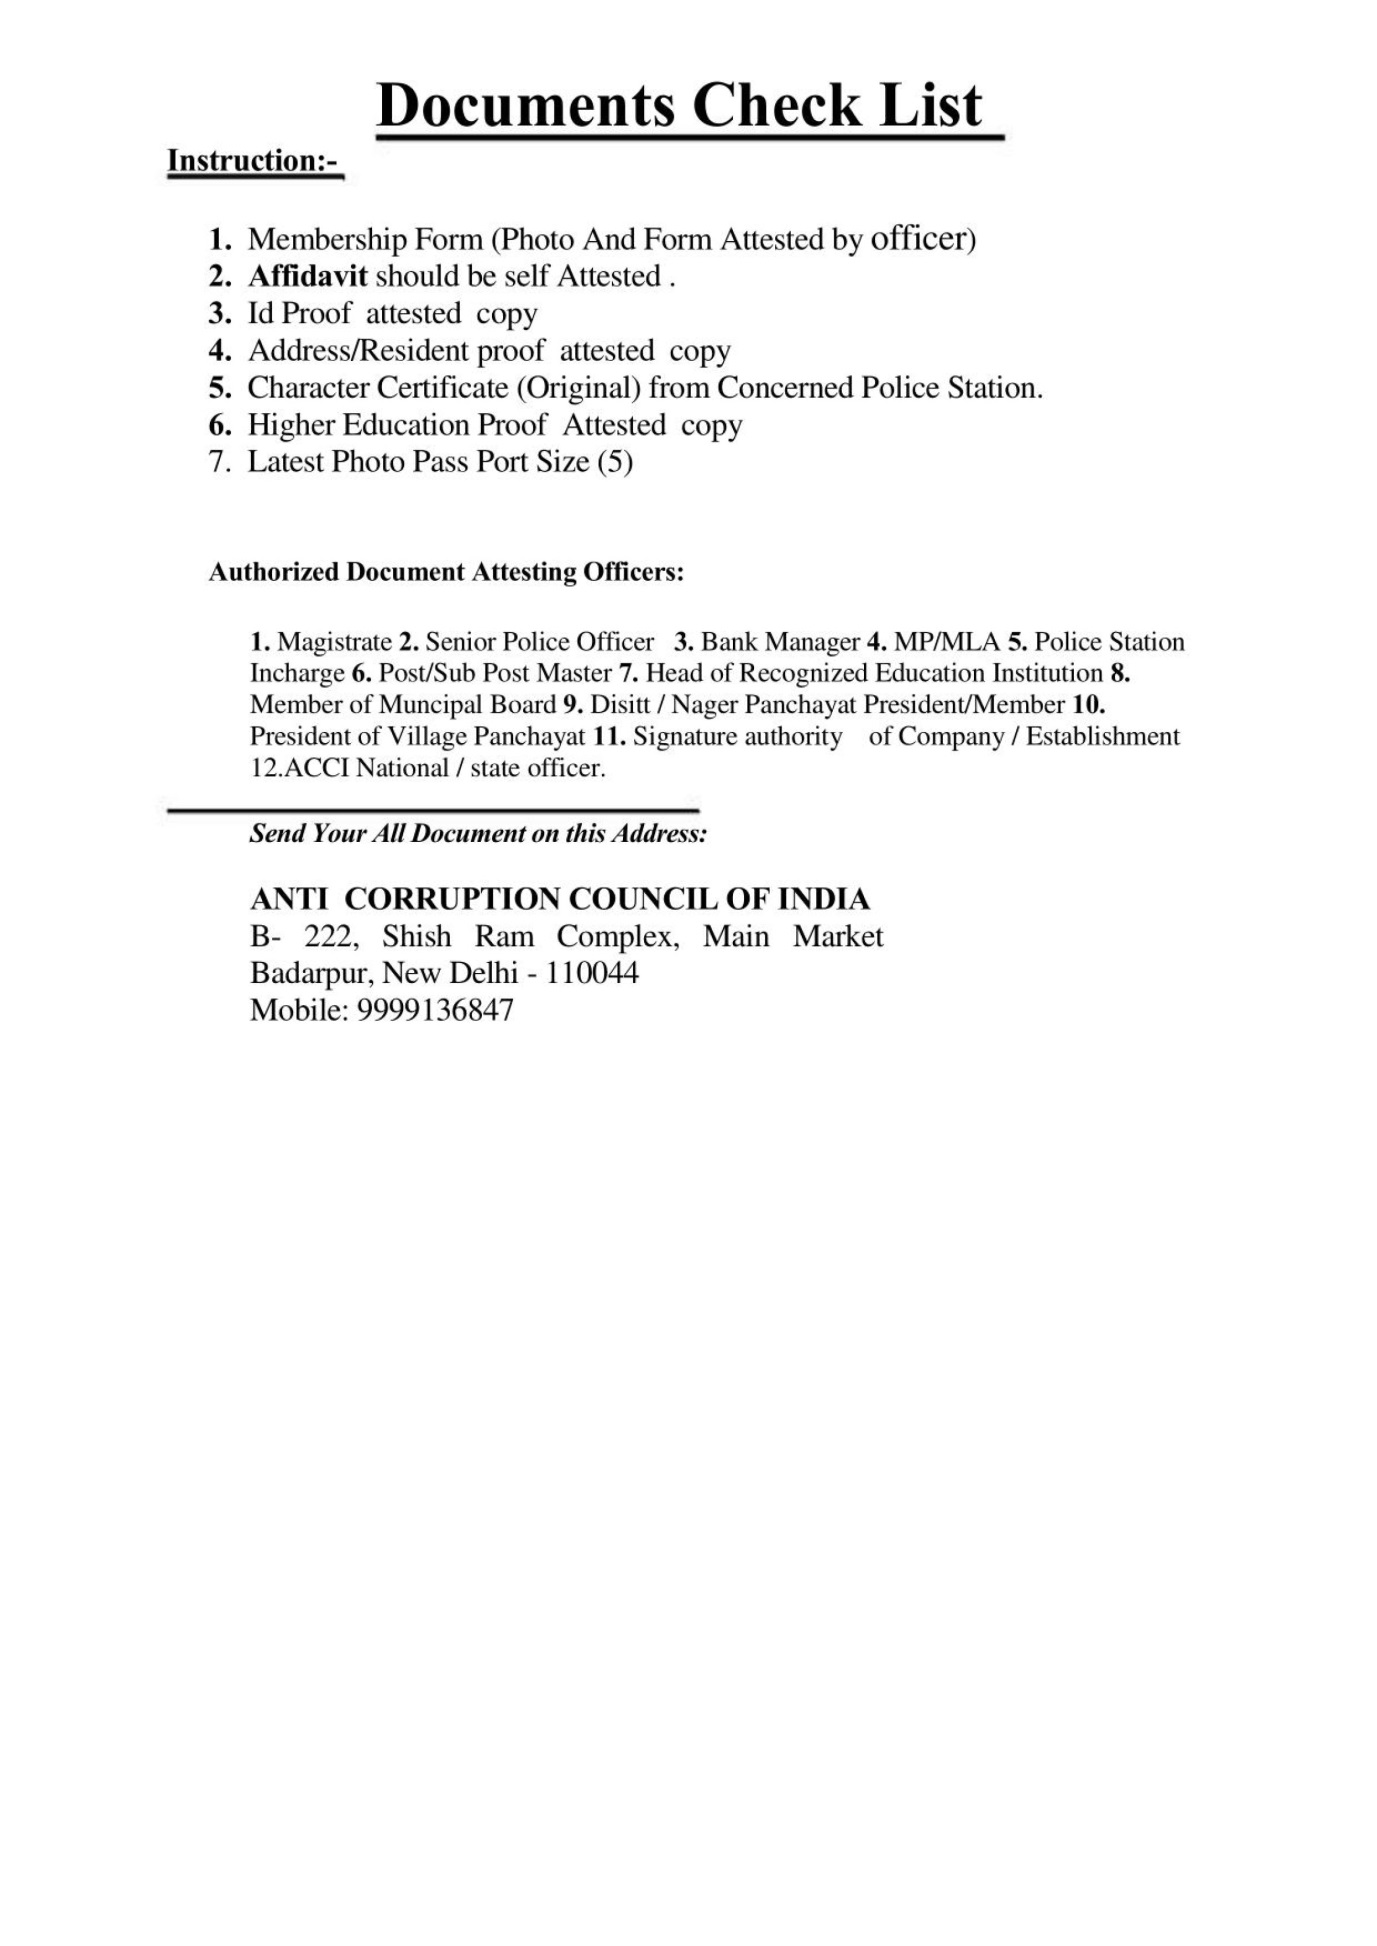 Documents Check List
Instruction:-
1. Membership Form (Photo And Form Attested by officer)
2. Affidavit should be self Attested .
3. Id Proof attested copy
4. Address/Resident proof attested copy
5. Character Certificate (Original) from Concerned Police Station.
6. Higher Education Proof Attested copy
7. Latest Photo Pass Port Size (5)
Authorized Document Attesting Officers:
1. Magistrate 2. Senior Police Officer 3. Bank Manager 4. MP/MLA 5. Police Station
Incharge 6. Post/Sub Post Master 7. Head of Recognized Education Institution 8.
Member of Muncipal Board 9. Disitt / Nager Panchayat President/Member 10.
President of Village Panchayat 11. Signature authority of Company / Establishment
12.ACCI National / state officer.
Send Your All Document on this Address:
ANTI CORRUPTION COUNCIL OF INDIA
B- 222, Shish Ram Complex, Main Market
Badarpur, New Delhi - 110044
Mobile: 9999136847